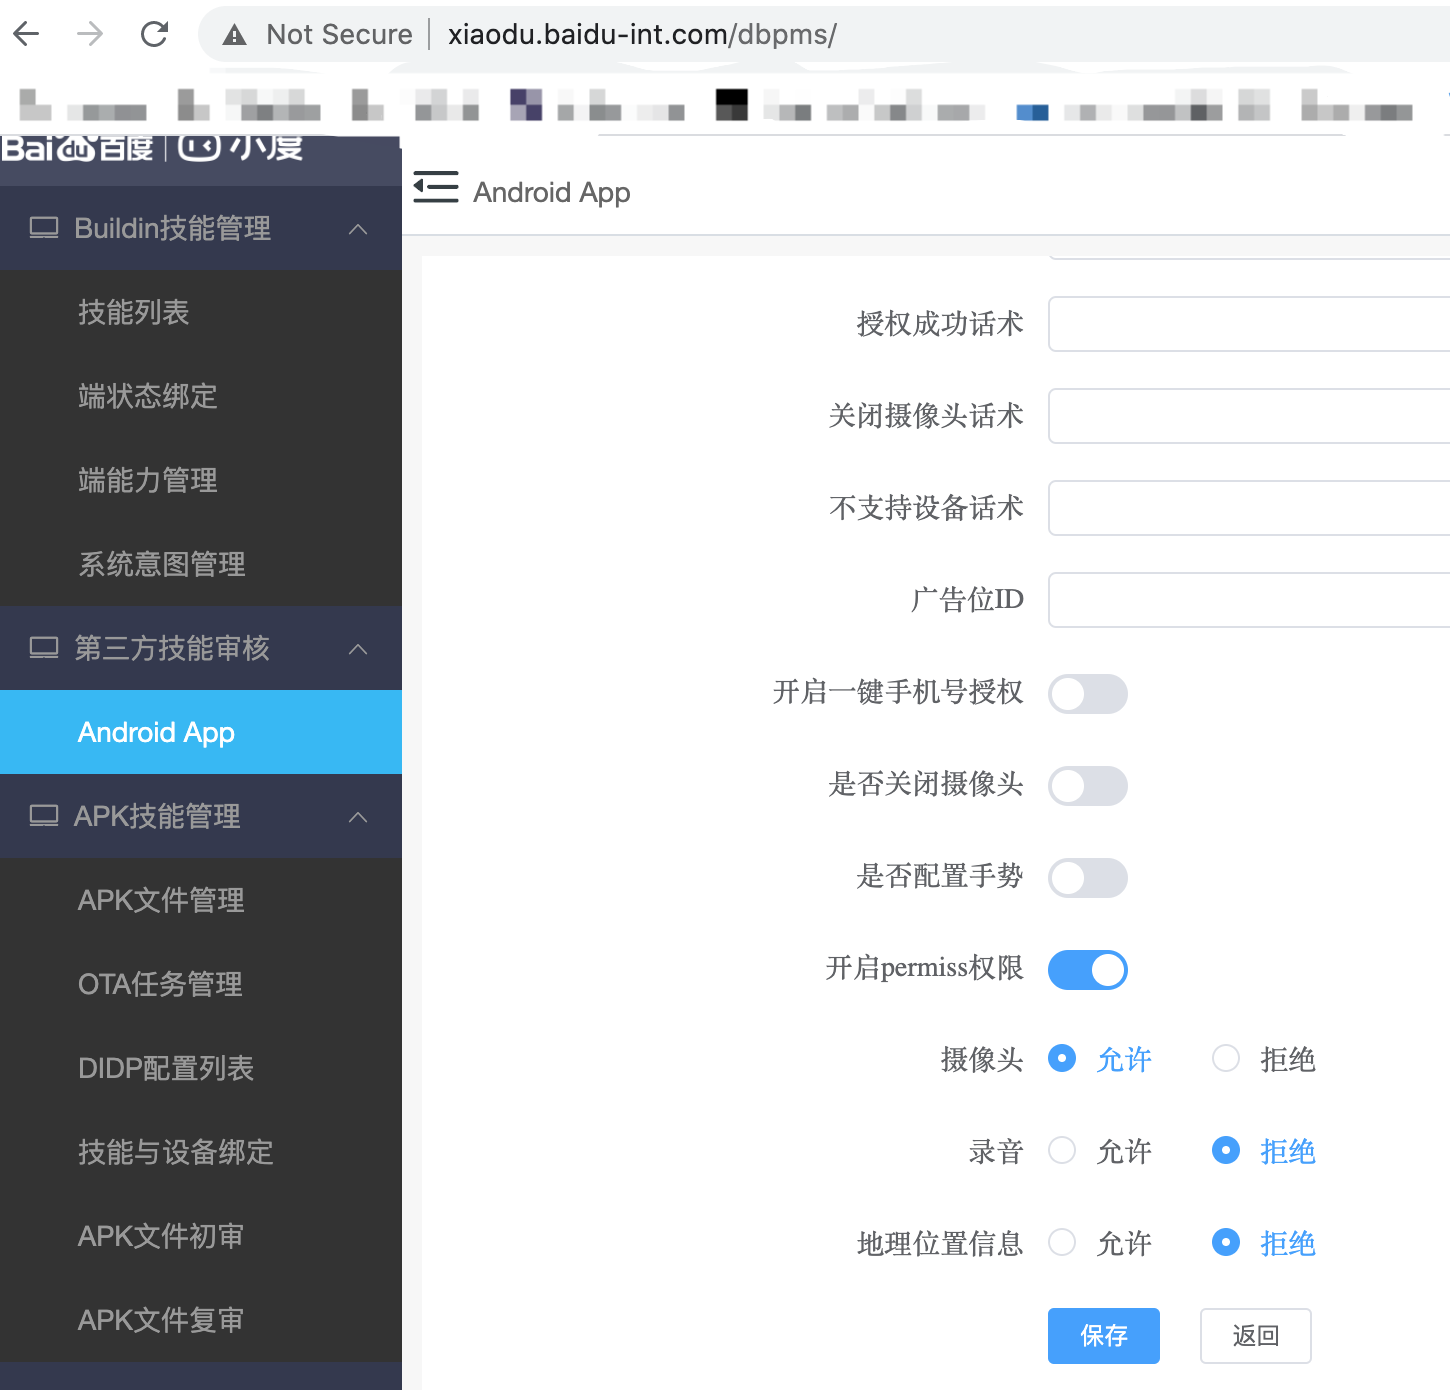 Not Secure | xiaodu.baidu-int.com/dbpms/
Bai du 百度 | 小度
Buildin技能管理
技能列表
端状态绑定
端能力管理
系统意图管理
第三方技能审核
Android App
APK技能管理
APK文件管理
OTA任务管理
DIDP配置列表
技能与设备绑定
APK文件初审
APK文件复审
Android App
授权成功话术
关闭摄像头话术
不支持设备话术
广告位ID
开启一键手机号授权
是否关闭摄像头
是否配置手势
开启permiss权限
摄像头 允许 拒绝
录音 允许 拒绝
地理位置信息 允许 拒绝
保存 返回